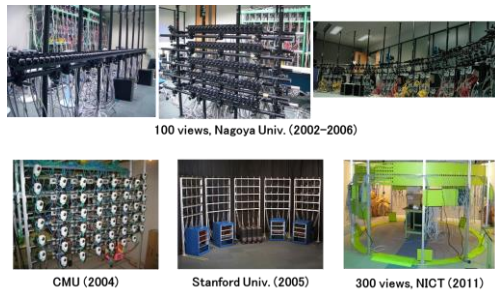 100 views, Nagoya Univ. (2002-2006)
CMU (2004)
Stanford Univ. (2005)
300 views, NICT (2011)